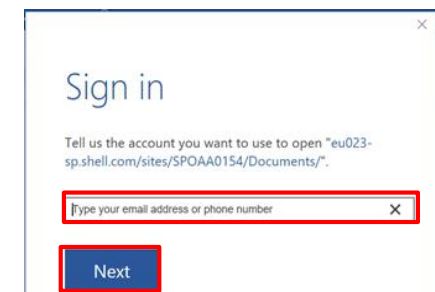 Sign in
Tell us the account you want to use to open "eu023-
sp.shell.com/sites/SPOAA0154/Documents/".
Type your email address or phone number
Next